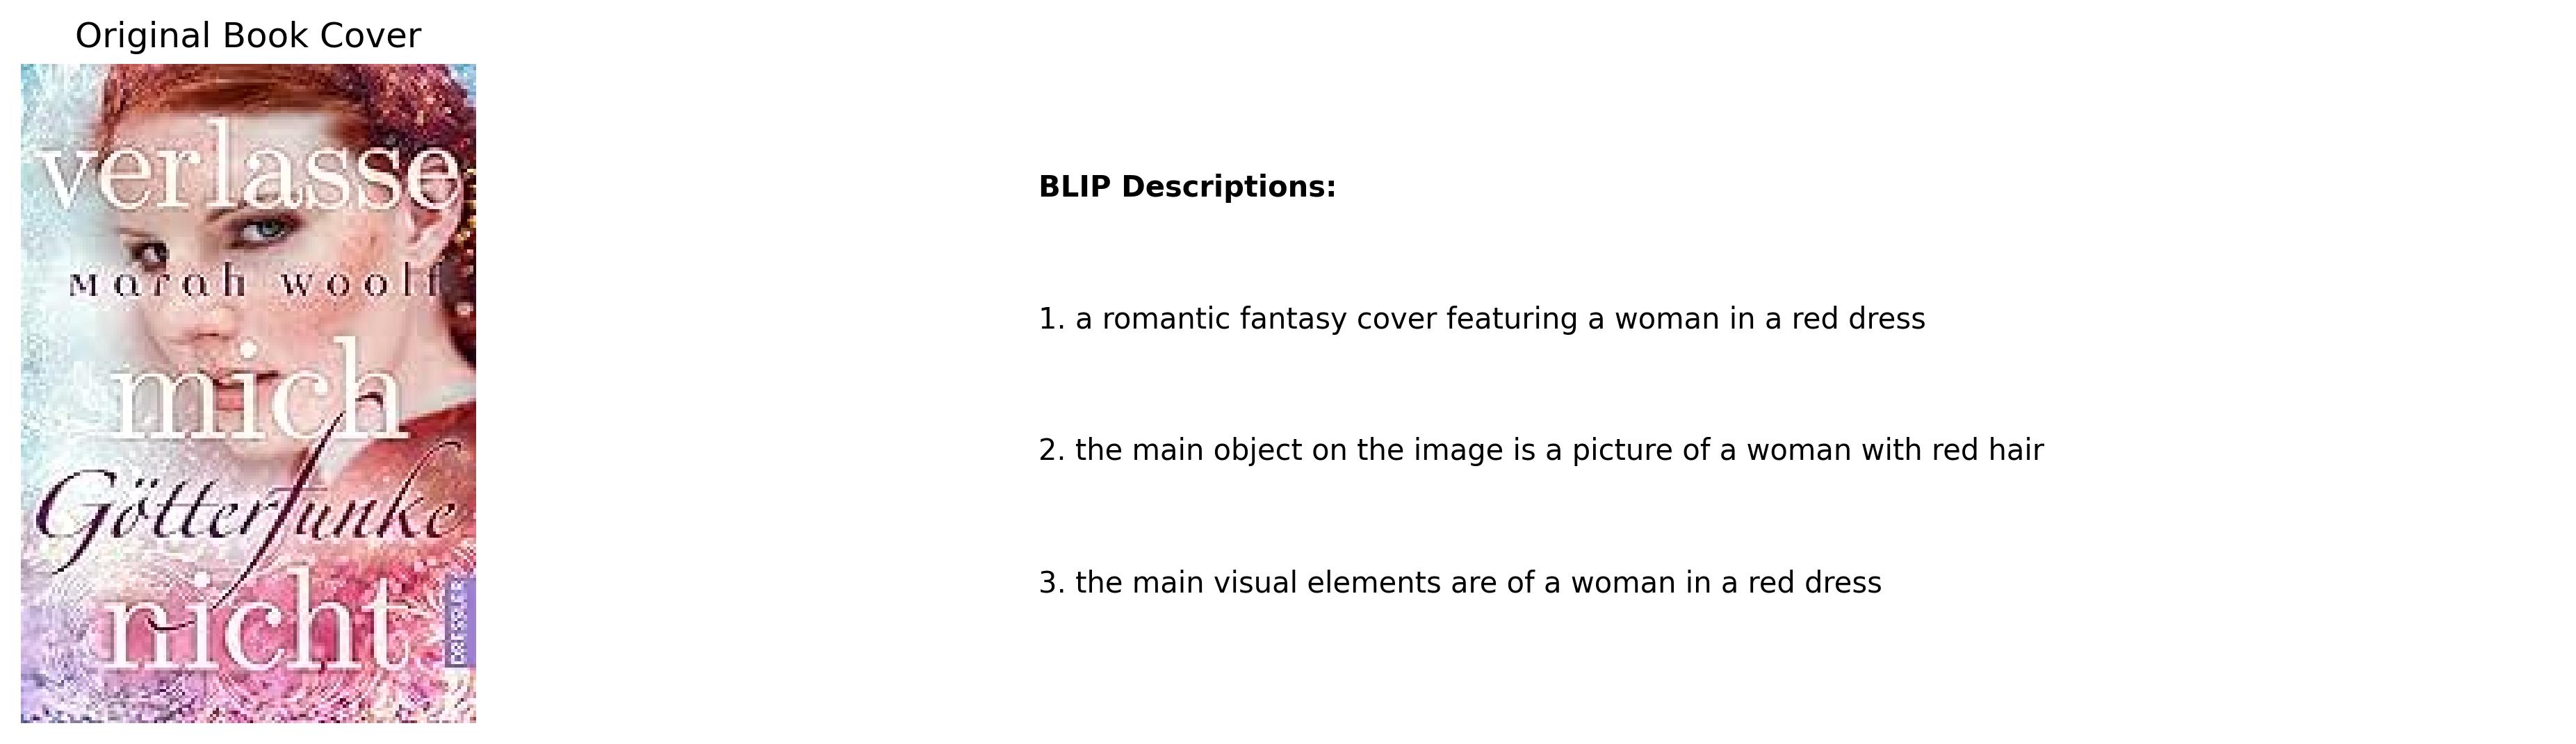 Original Book Cover
verlasse
Marah Woolf
mich
Götterfunke
nicht
DRESSLER
BLIP Descriptions:
1. a romantic fantasy cover featuring a woman in a red dress
2. the main object on the image is a picture of a woman with red hair
3. the main visual elements are of a woman in a red dress